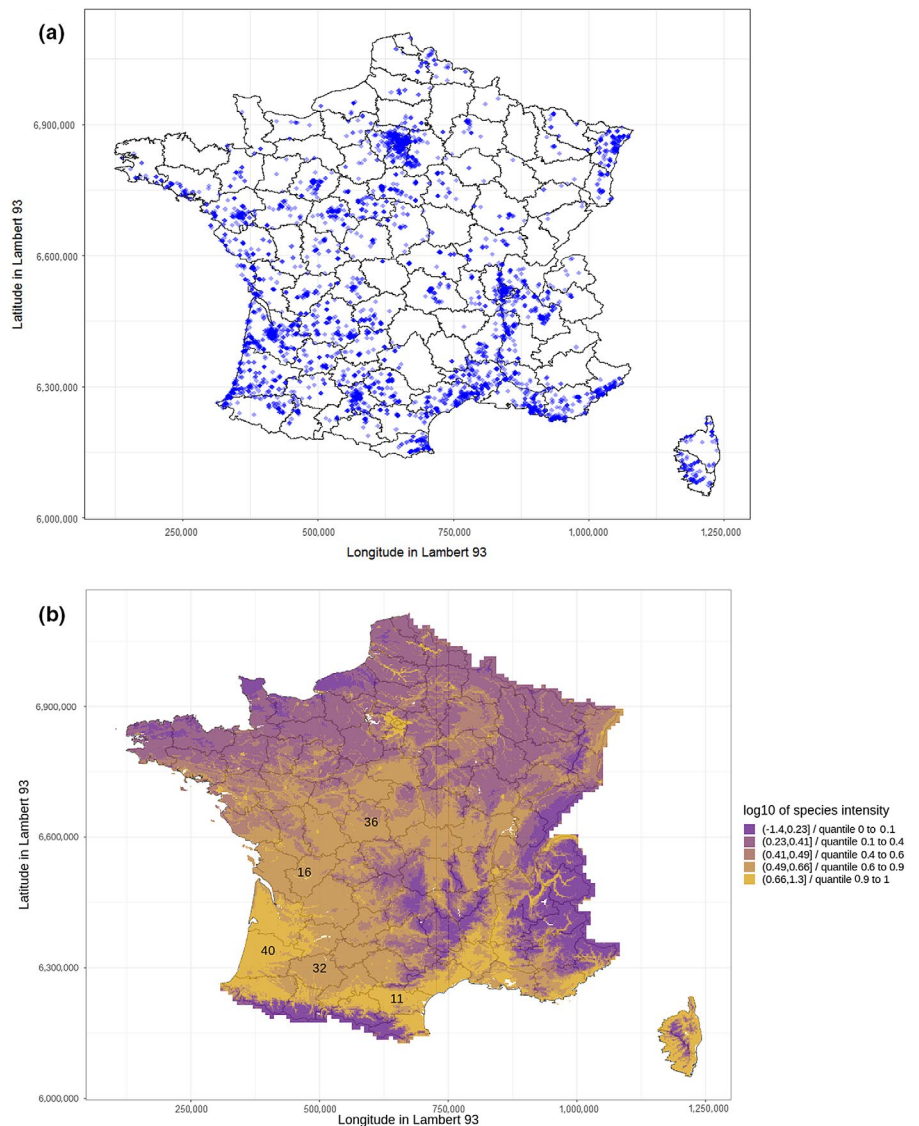 (a)
6,900,000
6,600,000
6,300,000
6,000,000
Latitude in Lambert 93
250,000 500,000 750,000 1,000,000 1,250,000
Longitude in Lambert 93
(b)
6,900,000
6,600,000
6,300,000
6,000,000
Latitude in Lambert 93
36
16
40
32
11
log10 of species intensity
(-1.4,0.23] / quantile 0 to 0.1
(0.23,0.41] / quantile 0.1 to 0.4
(0.41,0.49] / quantile 0.4 to 0.6
(0.49,0.66] / quantile 0.6 to 0.9
(0.66,1.3] / quantile 0.9 to 1
250,000 500,000 750,000 1,000,000 1,250,000
Longitude in Lambert 93